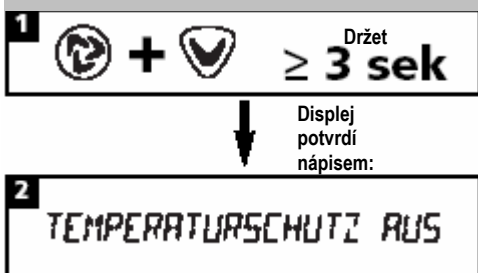 1
Držet
+ ≥ 3 sek
Displej
potvrdí
nápisem:
2
TEMPERATURSCHUTZ AUS